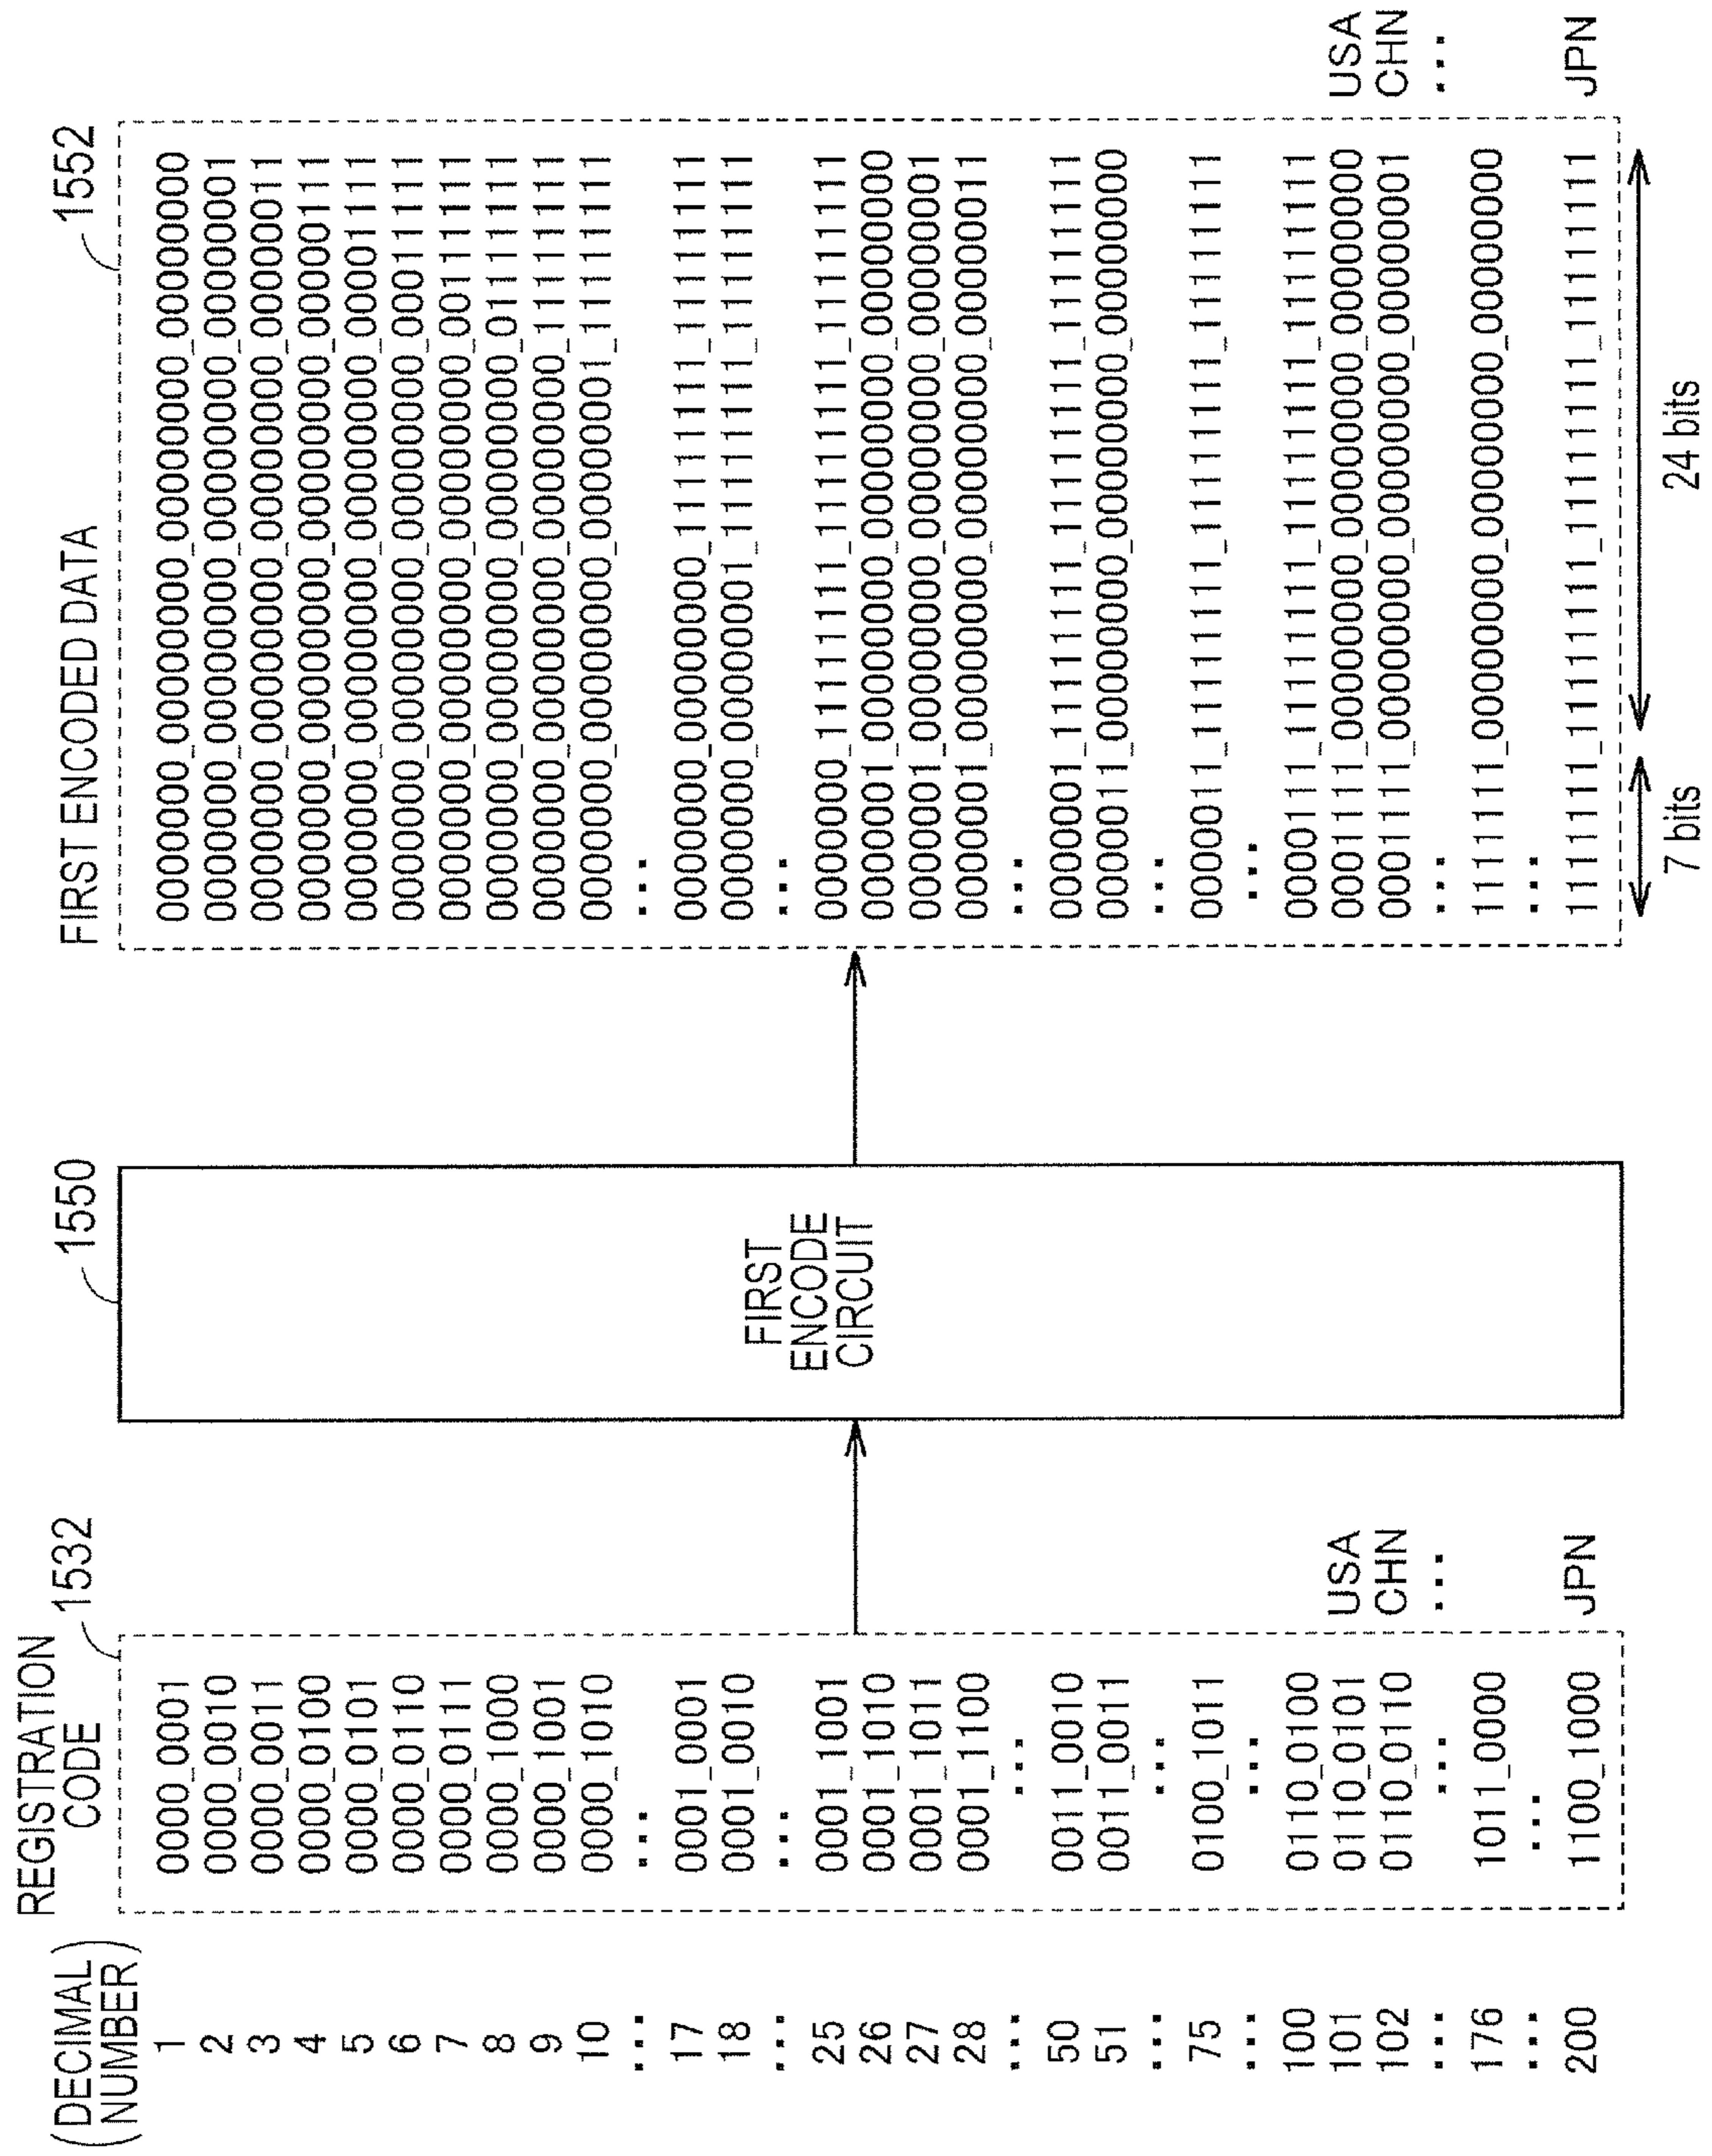 (DECIMAL NUMBER) REGISTRATION CODE 1532 1550 FIRST ENCODED DATA 1552
1 0000_0001 0000000_00000000_00000000_00000000
2 0000_0010 0000000_00000000_00000000_00000001
3 0000_0011 0000000_00000000_00000000_00000011
4 0000_0100 0000000_00000000_00000000_00000111
5 0000_0101 0000000_00000000_00000000_00001111
6 0000_0110 0000000_00000000_00000000_00011111
7 0000_0111 0000000_00000000_00000000_00111111
8 0000_1000 0000000_00000000_00000000_01111111
9 0000_1001 0000000_00000000_00000000_11111111
10 0000_1010 0000000_00000000_00000001_11111111
... ... ...
17 0001_0001 0000000_00000000_11111111_11111111
18 0001_0010 0000000_00000001_11111111_11111111
... ... ...
25 0001_1001 0000000_11111111_11111111_11111111
26 0001_1010 0000001_00000000_00000000_00000000
27 0001_1011 0000001_00000000_00000000_00000001
28 0001_1100 0000001_00000000_00000000_00000011
... ... ...
50 0011_0010 0000001_11111111_11111111_11111111
51 0011_0011 0000011_00000000_00000000_00000000
... ... ...
75 0100_1011 0000011_11111111_11111111_11111111
... ... ...
100 0110_0100 0000111_11111111_11111111_11111111
101 0110_0101 USA 0001111_00000000_00000000_00000000 USA
102 0110_0110 CHN 0001111_00000000_00000000_00000001 CHN
... ... ... ... ...
176 1011_0000 1111111_00000000_00000000_00000000
... ... ...
200 1100_1000 JPN 1111111_11111111_11111111_11111111 JPN
FIRST
ENCODE
CIRCUIT
7 bits 24 bits